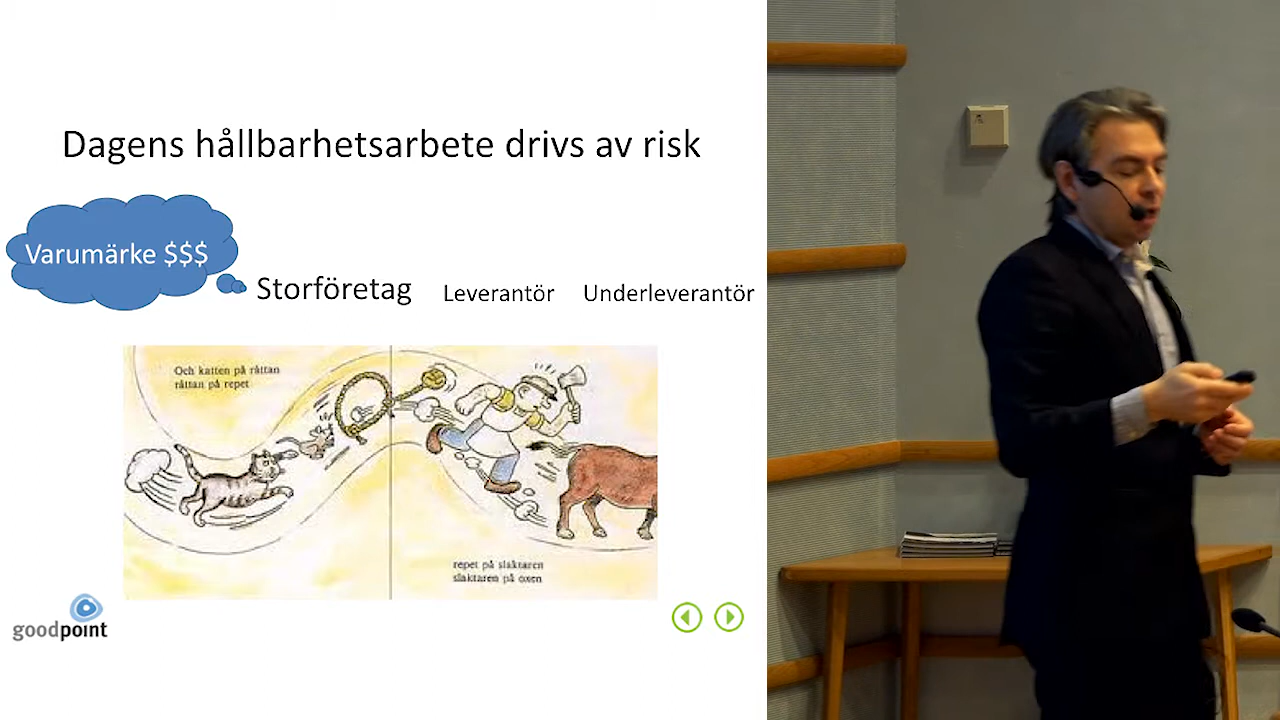 Dagens hållbarhetsarbete drivs av risk
Varumärke $$$
Storföretag
Leverantör
Underleverantör
Och katten på råttan
råttan på repet
repet på slaktaren
slaktaren på oxen
goodpoint